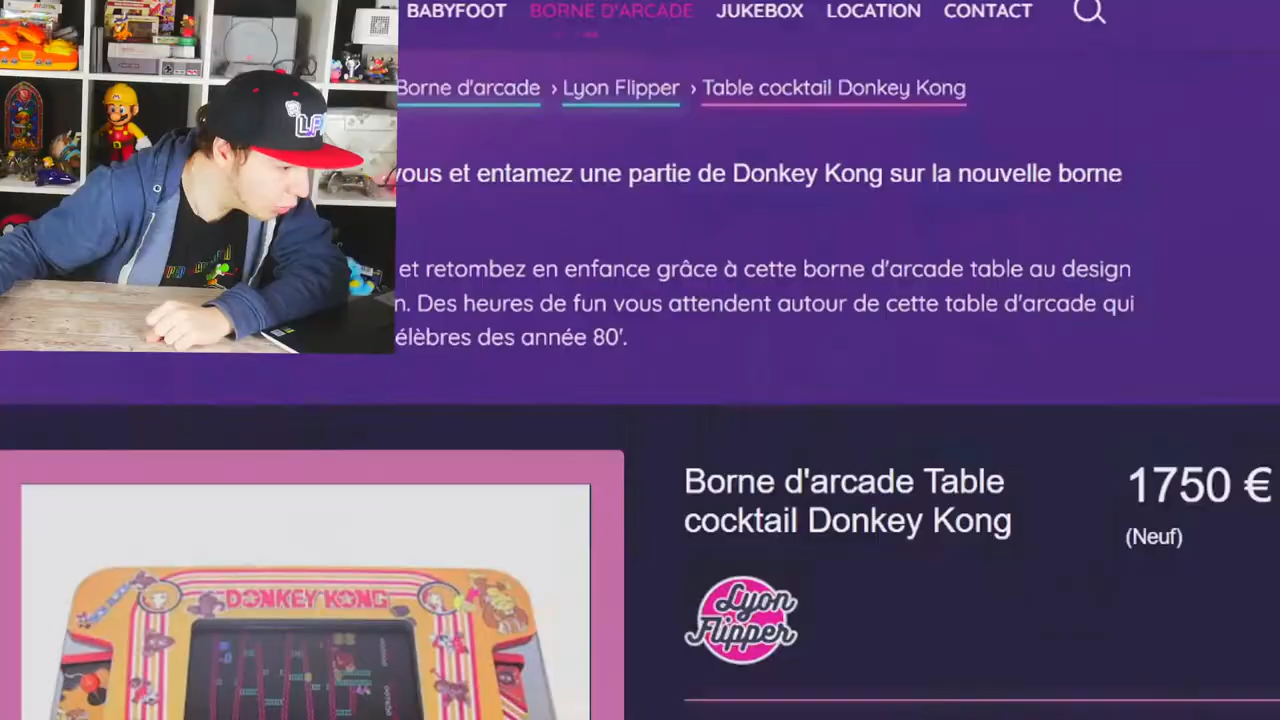 BABYFOOT BORNE D'ARCADE JUKEBOX LOCATION CONTACT
Borne d'arcade › Lyon Flipper › Table cocktail Donkey Kong
vous et entamez une partie de Donkey Kong sur la nouvelle borne
et retombez en enfance grâce à cette borne d'arcade table au design
n. Des heures de fun vous attendent autour de cette table d'arcade qui
élèbres des année 80'.
Borne d'arcade Table
cocktail Donkey Kong
1750 €
(Neuf)
Lyon
Flipper
DONKEY KONG